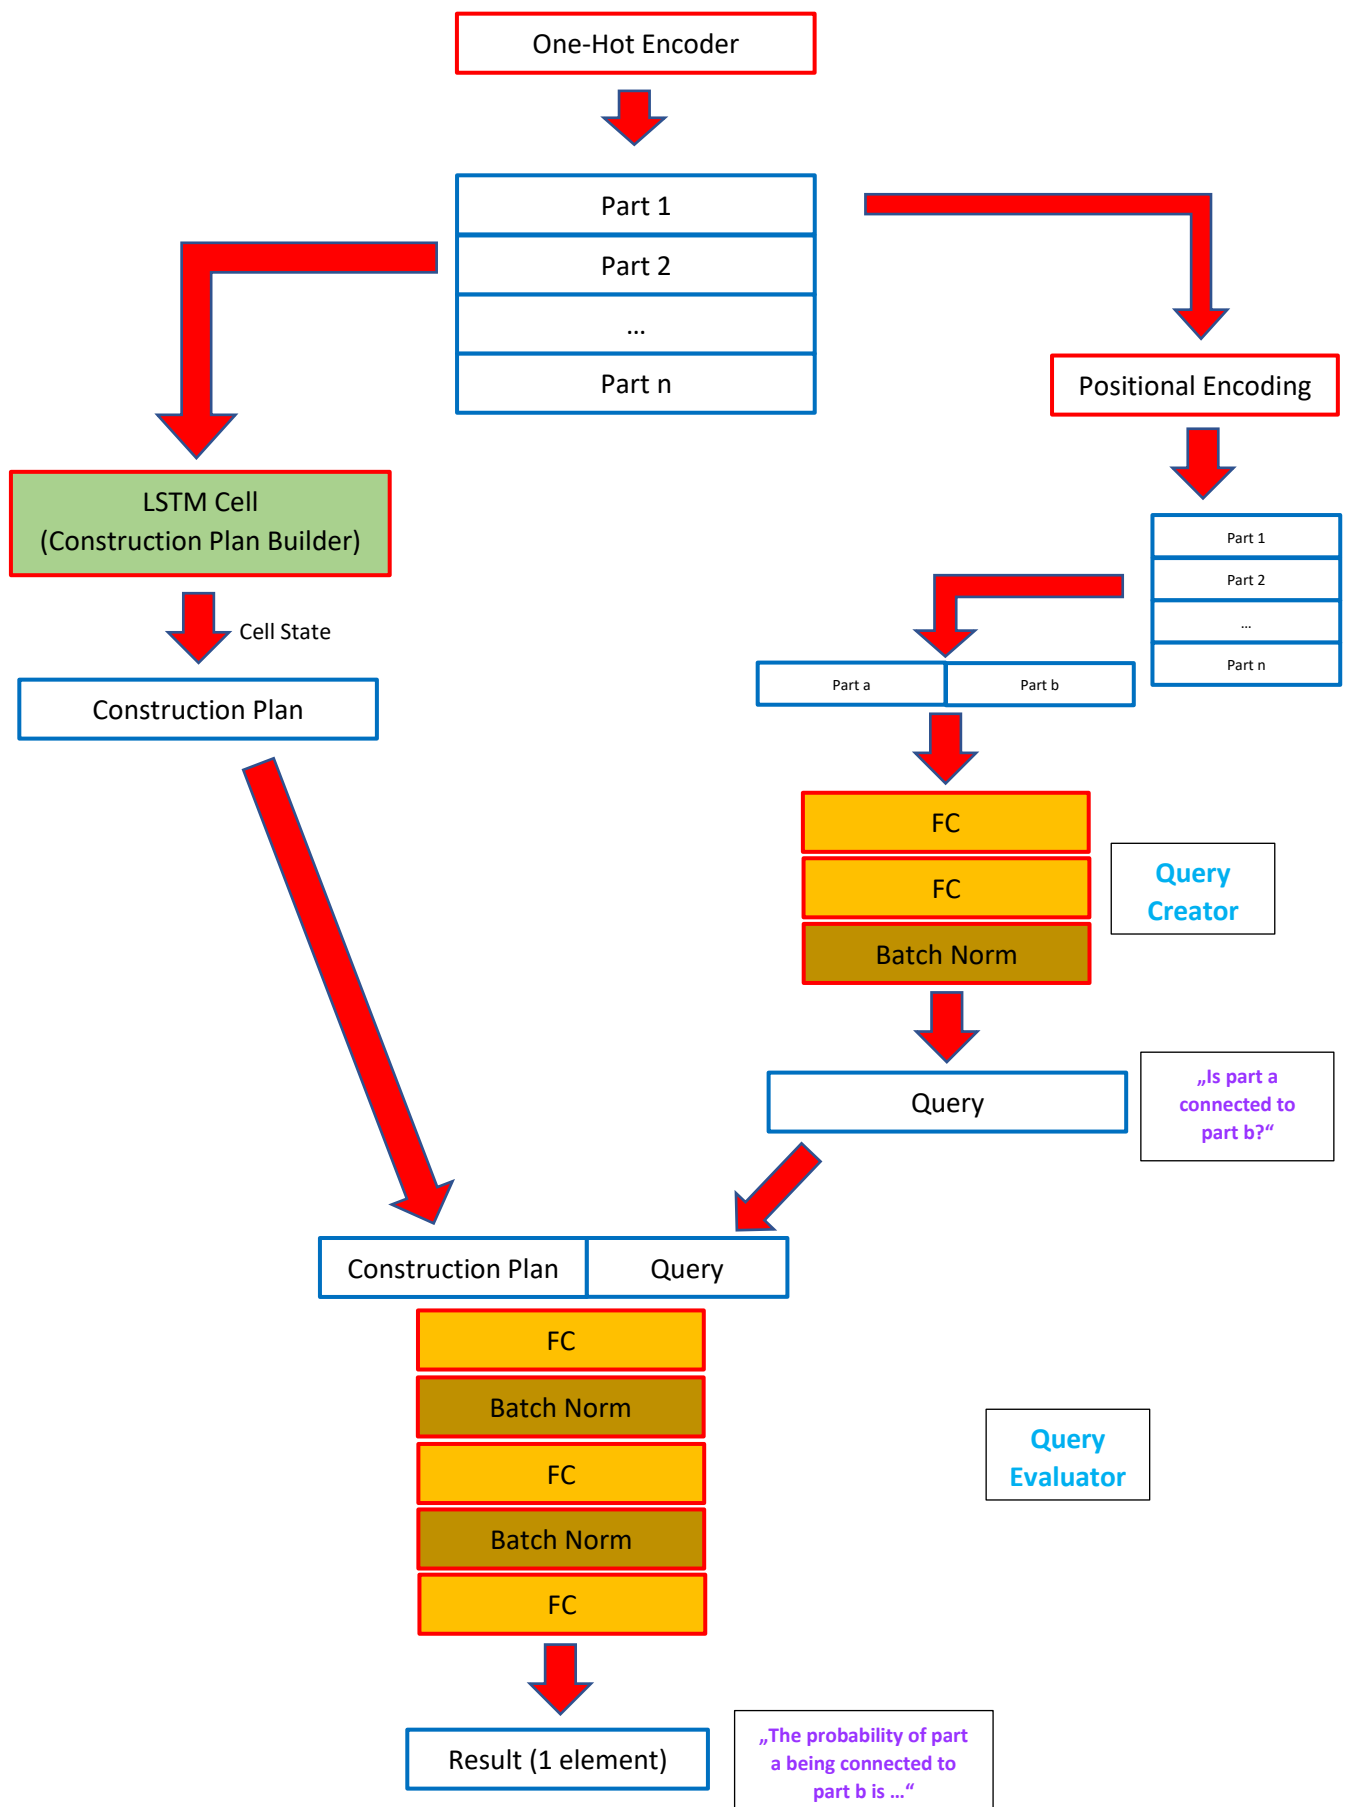 One-Hot Encoder
Part 1
Part 2
...
Part n
Positional Encoding
LSTM Cell
(Construction Plan Builder)
Cell State
Construction Plan
Part 1
Part 2
...
Part n
Part a
Part b
FC
FC
Batch Norm
Query
Creator
Query
„Is part a
connected to
part b?“
Construction Plan
Query
FC
Batch Norm
FC
Batch Norm
FC
Query
Evaluator
Result (1 element)
„The probability of part
a being connected to
part b is ...“